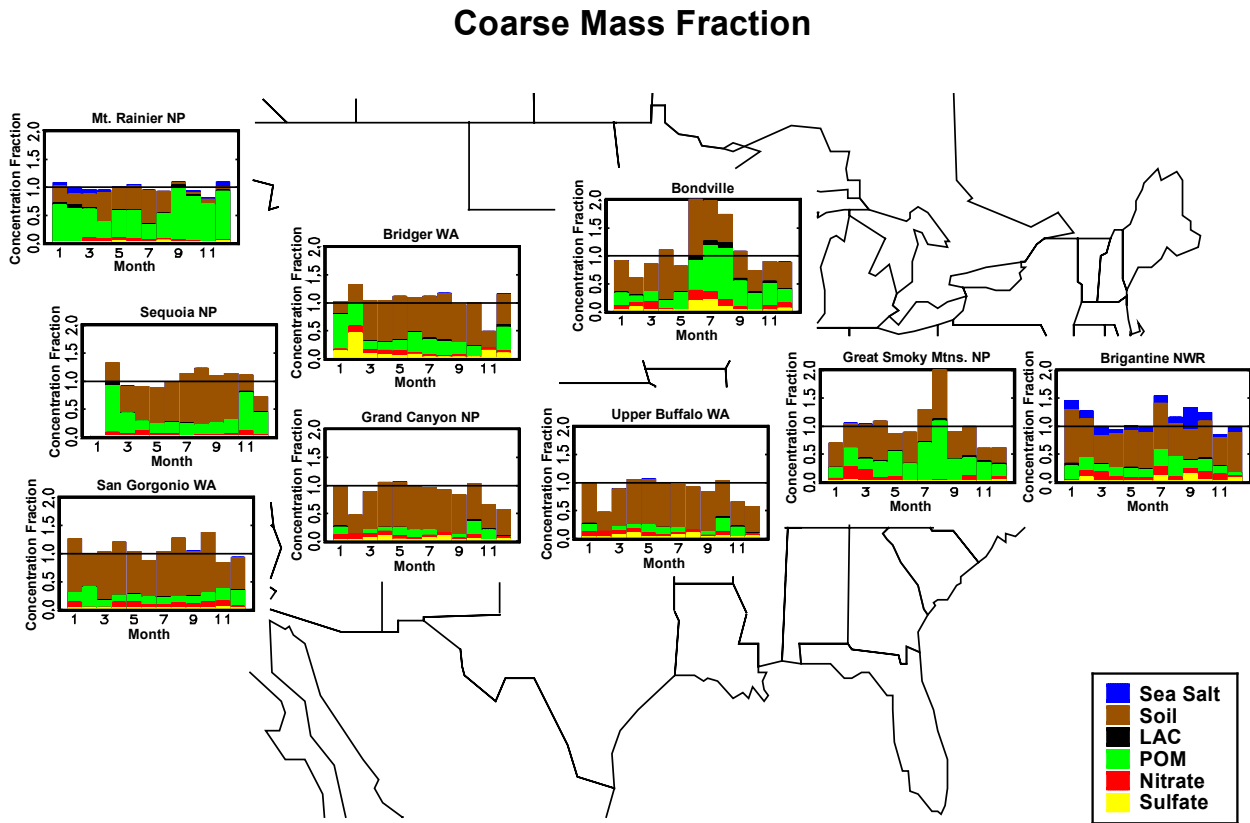 Coarse Mass Fraction
Mt. Rainier NP
Concentration Fraction
0.0 0.5 1.0 1.5 2.0
1 3 5 7 9 11
Month
Bondville
Concentration Fraction
0.0 0.5 1.0 1.5 2.0
1 3 5 7 9 11
Month
Bridger WA
Concentration Fraction
0.0 0.5 1.0 1.5 2.0
1 3 5 7 9 11
Month
Sequoia NP
Concentration Fraction
0.0 0.5 1.0 1.5 2.0
1 3 5 7 9 11
Month
Great Smoky Mtns. NP
Concentration Fraction
0.0 0.5 1.0 1.5 2.0
1 3 5 7 9 11
Month
Brigantine NWR
Concentration Fraction
0.0 0.5 1.0 1.5 2.0
1 3 5 7 9 11
Month
Grand Canyon NP
Concentration Fraction
0.0 0.5 1.0 1.5 2.0
1 3 5 7 9 11
Month
Upper Buffalo WA
Concentration Fraction
0.0 0.5 1.0 1.5 2.0
1 3 5 7 9 11
Month
San Gorgonio WA
Concentration Fraction
0.0 0.5 1.0 1.5 2.0
1 3 5 7 9 11
Month
Sea Salt
Soil
LAC
POM
Nitrate
Sulfate